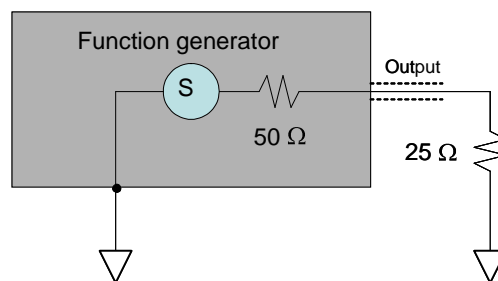 Function generator
Output
S
50 Ω
25 Ω